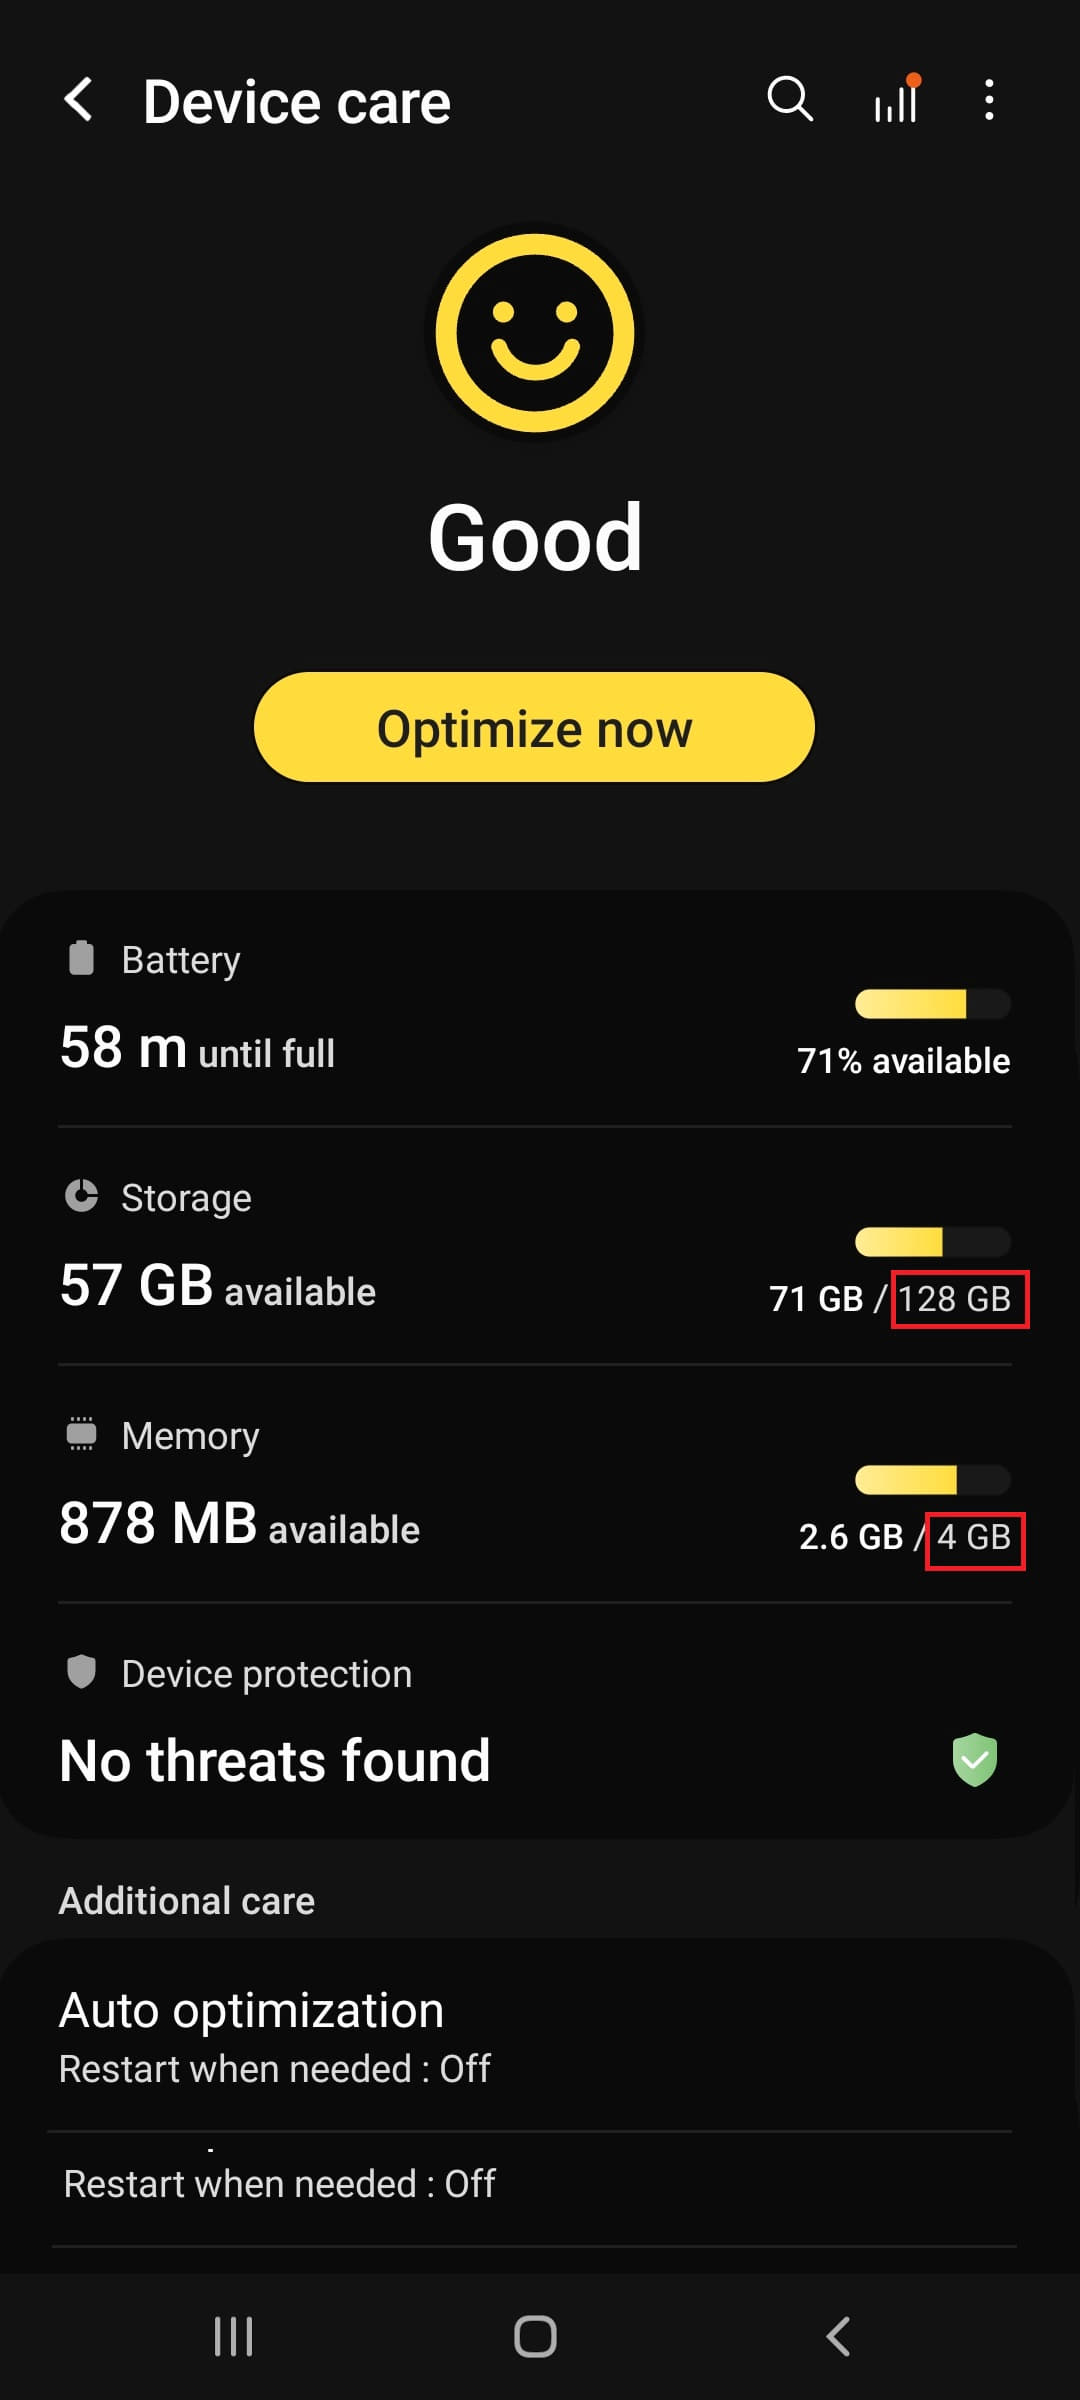 Device care
Good
Optimize now
Battery
58 m until full
71% available
Storage
57 GB available
71 GB / 128 GB
Memory
878 MB available
2.6 GB / 4 GB
Device protection
No threats found
Additional care
Auto optimization
Restart when needed : Off
Restart when needed : Off